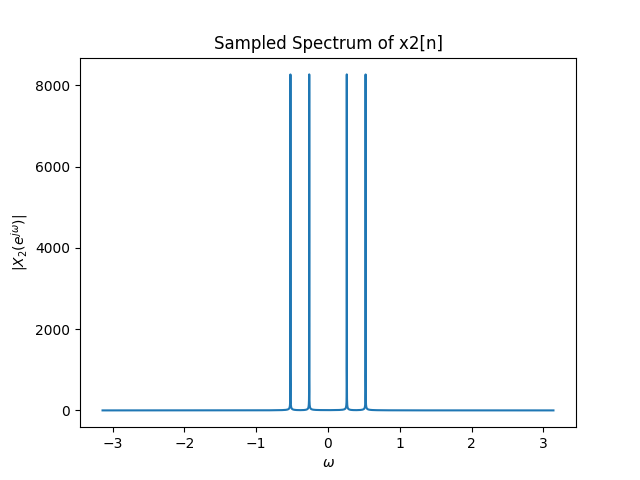 Sampled Spectrum of x2[n]
|X₂(e^{jω})|
8000
6000
4000
2000
0
−3 −2 −1 0 1 2 3
ω